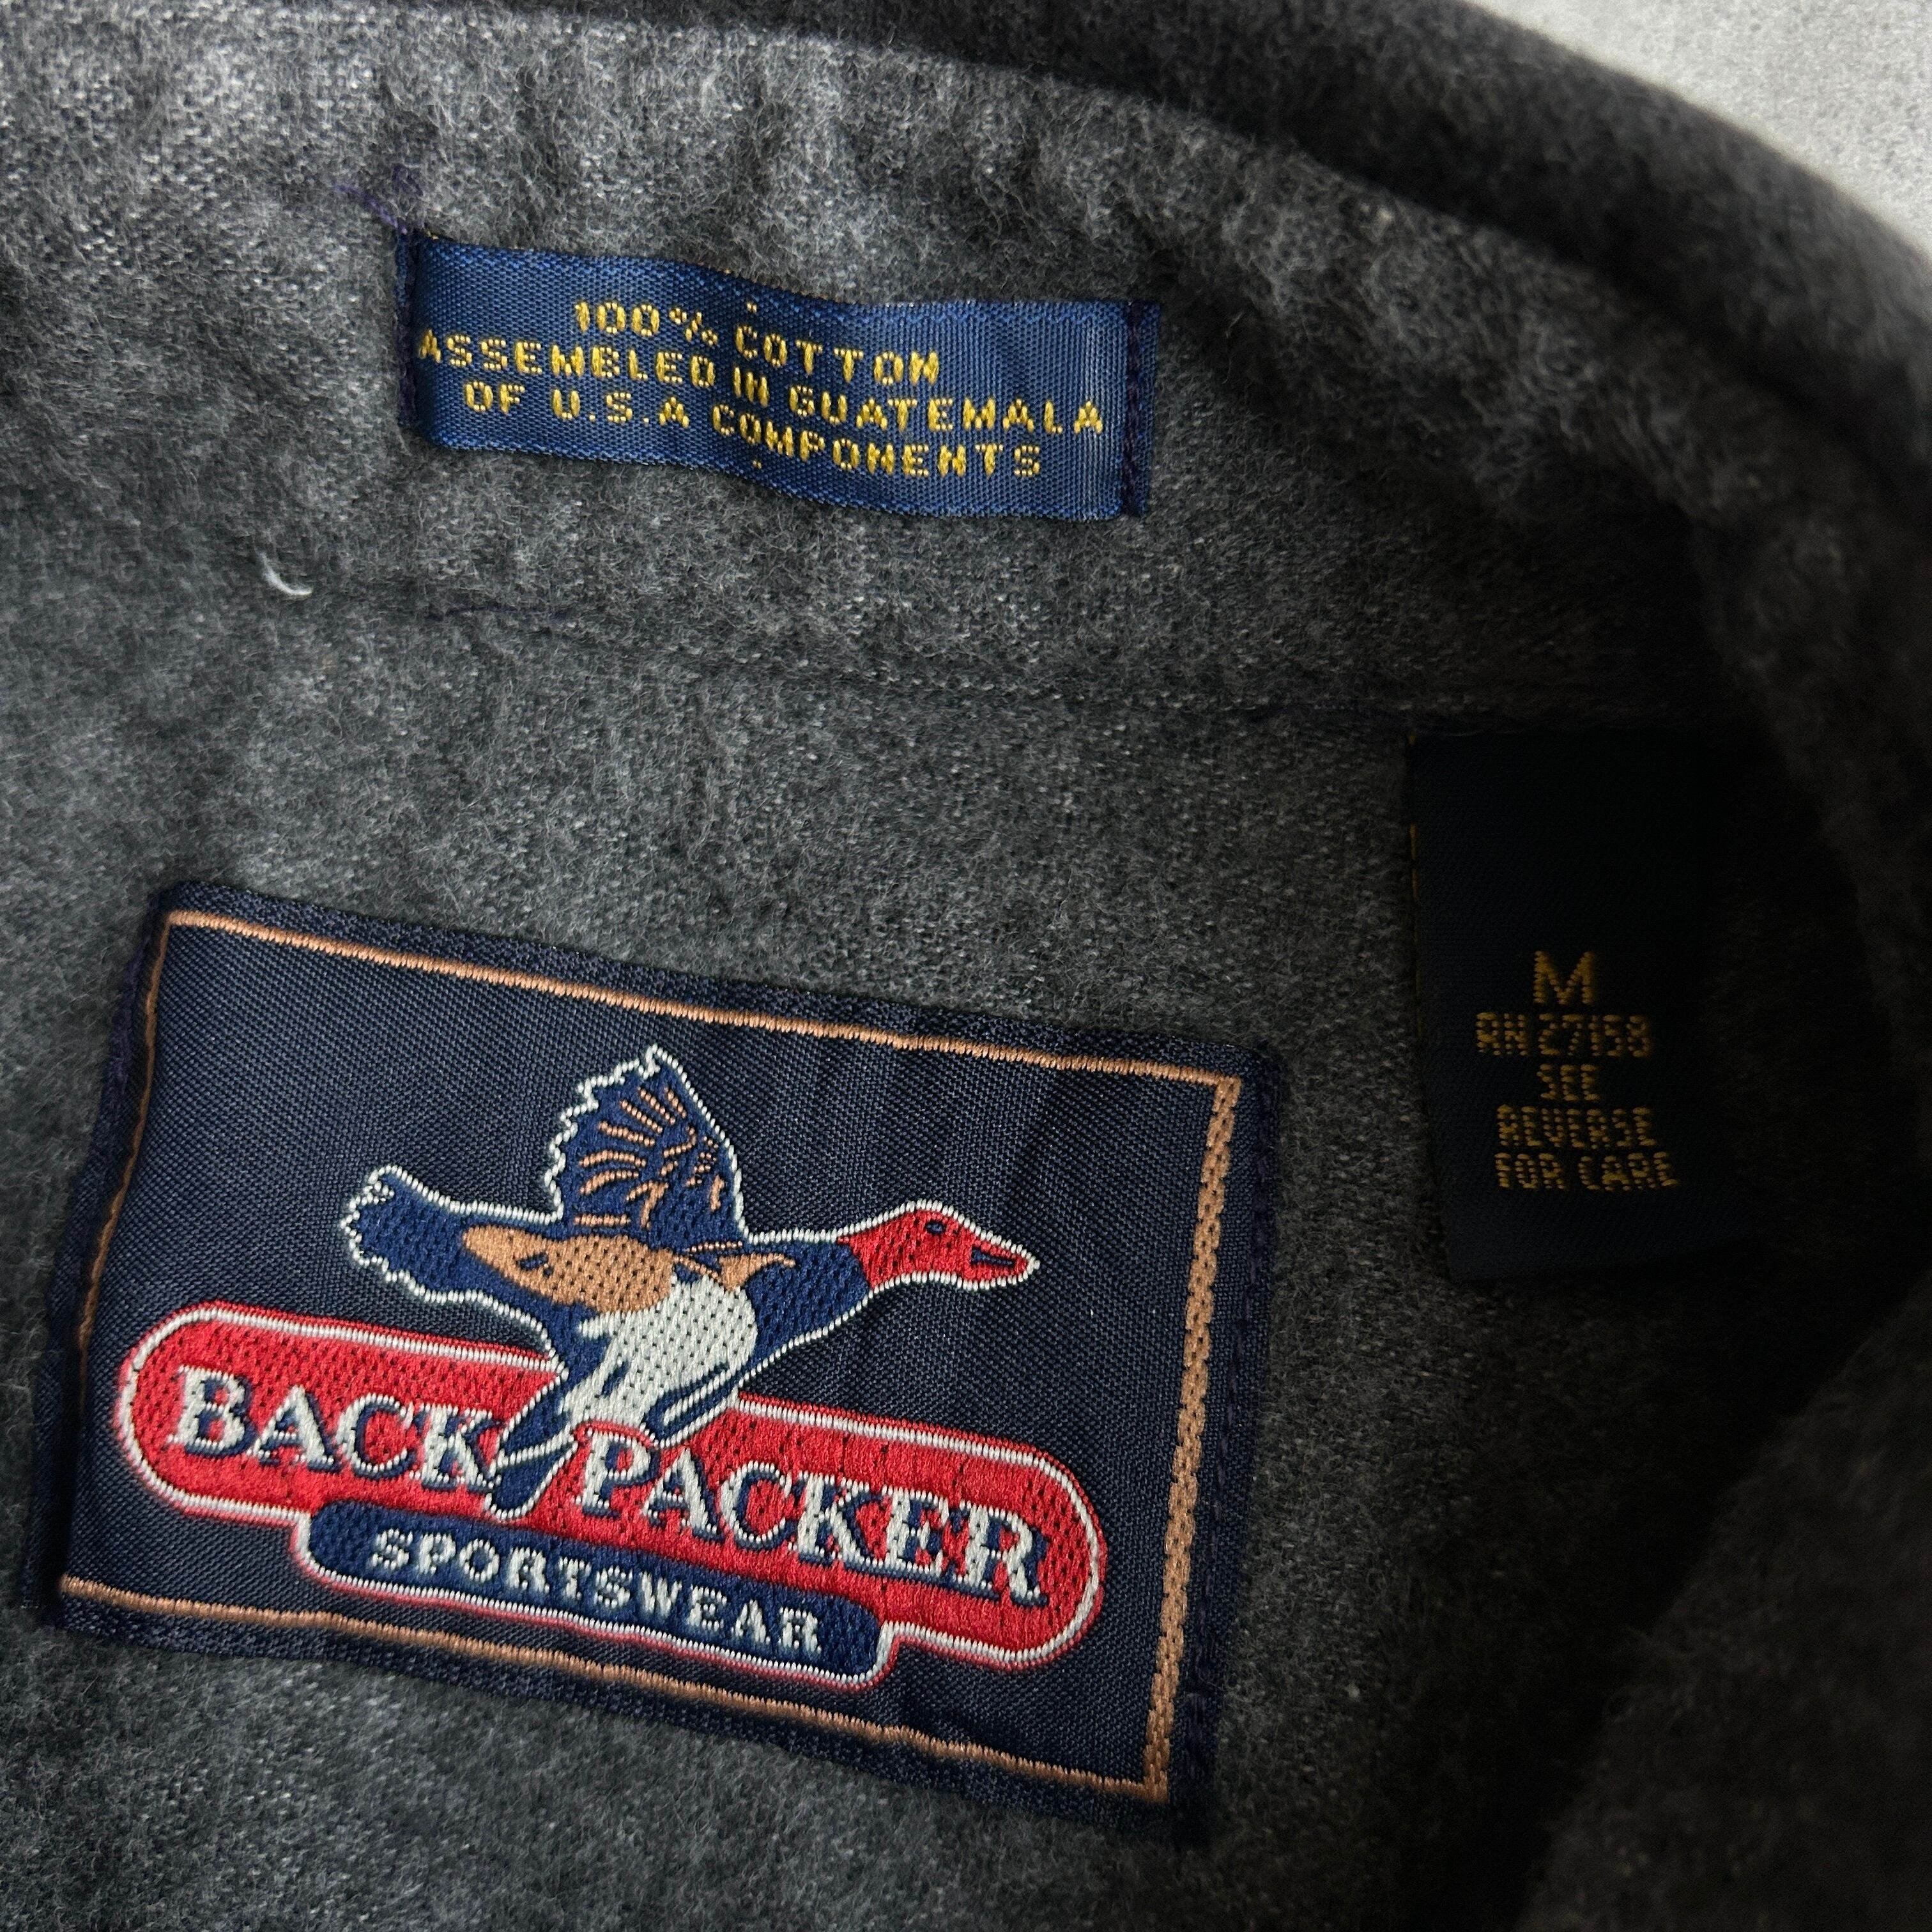 100% COTTON
ASSEMBLED IN GUATEMALA
OF U.S.A COMPONENTS
M
RN 27158
SEE
REVERSE
FOR CARE
BACK PACKER
SPORTSWEAR